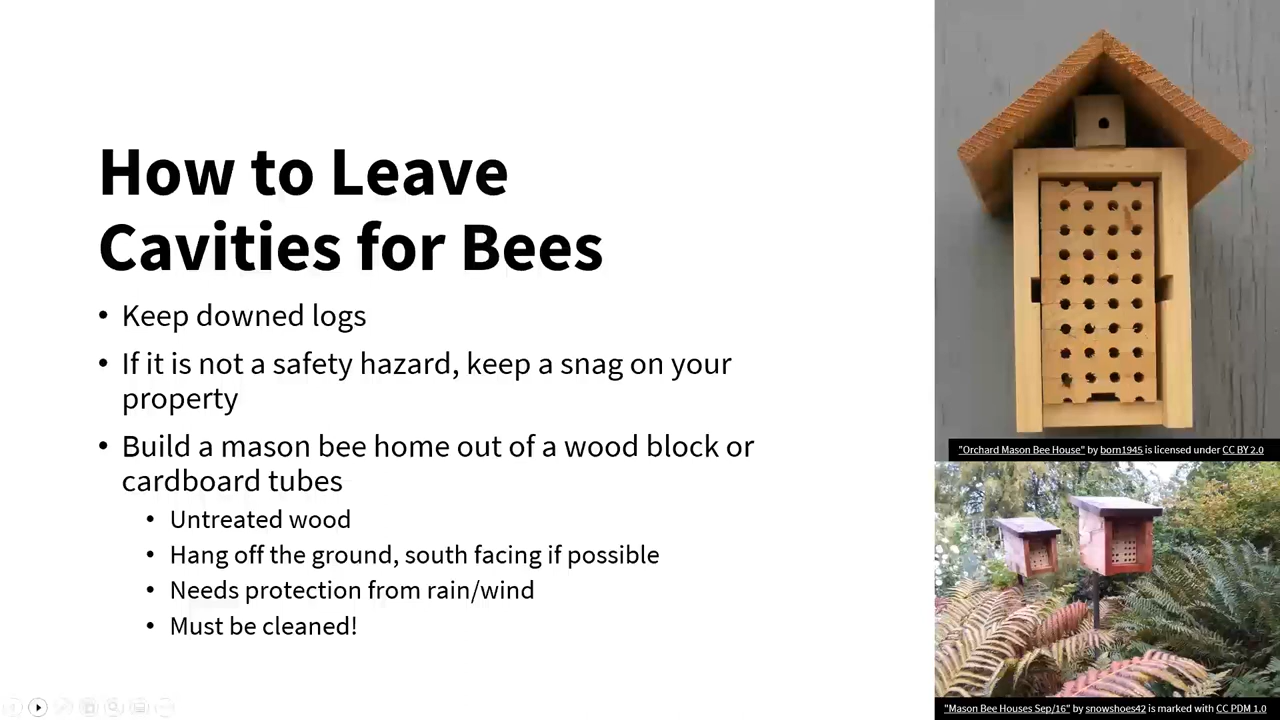 How to Leave
Cavities for Bees
• Keep downed logs
• If it is not a safety hazard, keep a snag on your
property
• Build a mason bee home out of a wood block or
cardboard tubes
• Untreated wood
• Hang off the ground, south facing if possible
• Needs protection from rain/wind
• Must be cleaned!
"Orchard Mason Bee House" by born1945 is licensed under CC BY 2.0
"Mason Bee Houses Sep/16" by snowshoes42 is marked with CC PDM 1.0